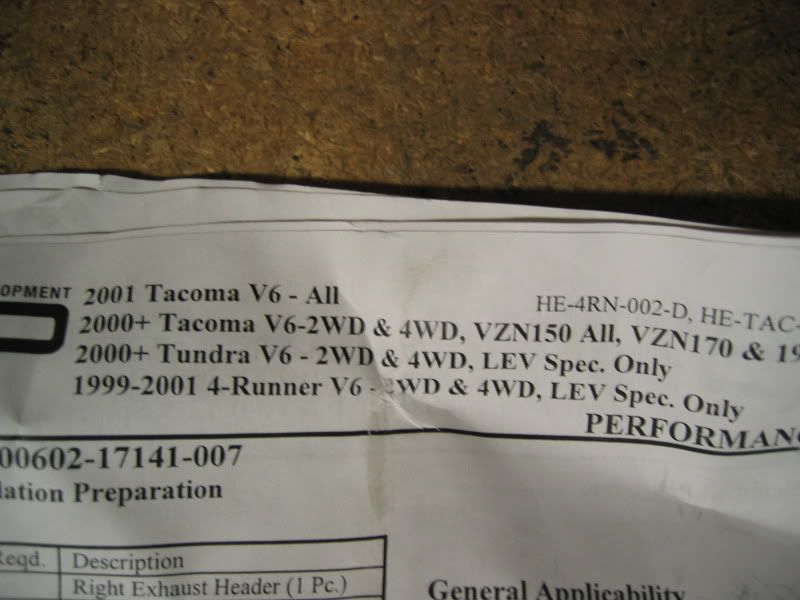 OPMENT
2001 Tacoma V6 - All
HE-4RN-002-D, HE-TAC-
2000+ Tacoma V6-2WD & 4WD, VZN150 All, VZN170 & 19
2000+ Tundra V6 - 2WD & 4WD, LEV Spec. Only
1999-2001 4-Runner V6 - 2WD & 4WD, LEV Spec. Only
PERFORMAN
00602-17141-007
lation Preparation
Reqd. Description
Right Exhaust Header (1 Pc.)
General Applicability